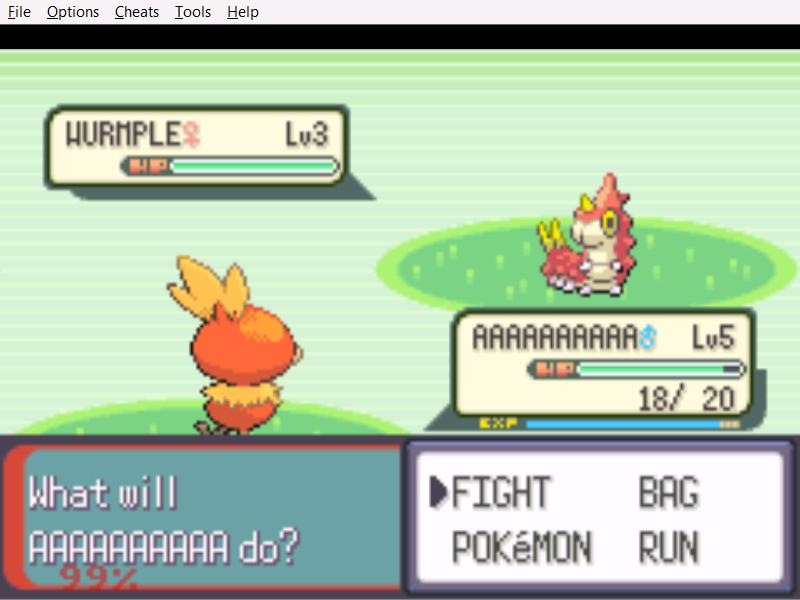 File Options Cheats Tools Help
WURMPLE♀ Lv3
HP
AAAAAAAAAA♂ Lv5
HP
18/ 20
EXP
What will
AAAAAAAAAA do?
FIGHT BAG
POKéMON RUN
99%